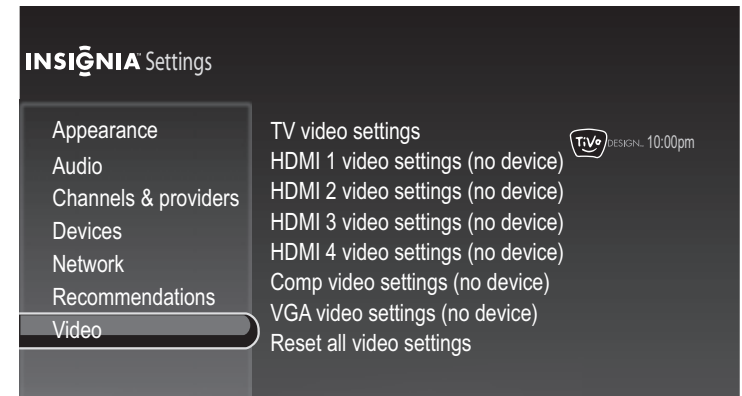 INSIGNIA™ Settings
Appearance
Audio
Channels & providers
Devices
Network
Recommendations
Video
TV video settings
HDMI 1 video settings (no device)
HDMI 2 video settings (no device)
HDMI 3 video settings (no device)
HDMI 4 video settings (no device)
Comp video settings (no device)
VGA video settings (no device)
Reset all video settings
TiVo DESIGN™ 10:00pm